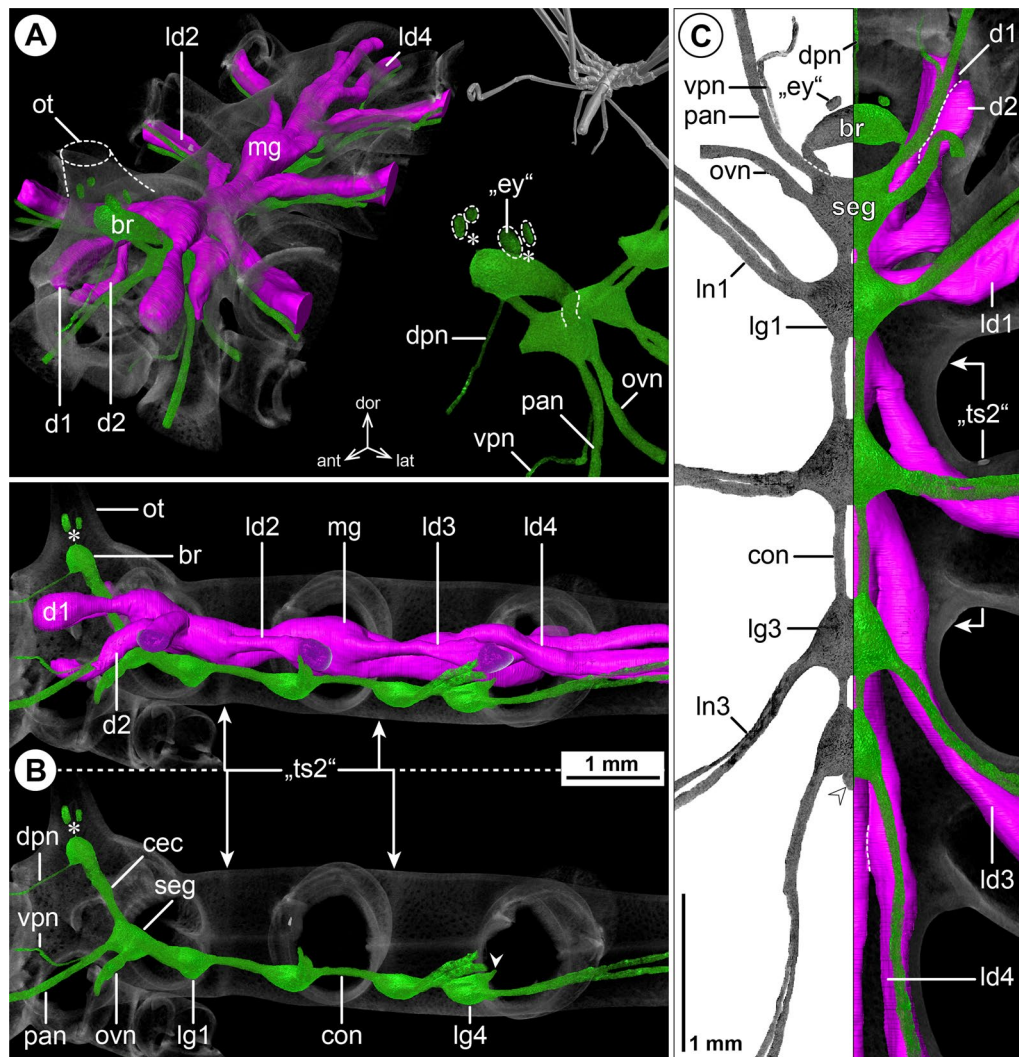 A
ld2
ld4
ot
mg
br
d1
d2
„ey“
*
*
dpn
ovn
pan
vpn
dor
ant
lat
ot
*
br
ld2
mg
ld3
ld4
d1
d2
„ts2“
1 mm
B
*
dpn
cec
seg
vpn
pan
ovn
lg1
con
lg4
C
dpn
d1
vpn
„ey“
d2
pan
br
ovn
seg
ln1
lg1
ld1
„ts2“
con
lg3
ln3
ld3
ld4
1 mm